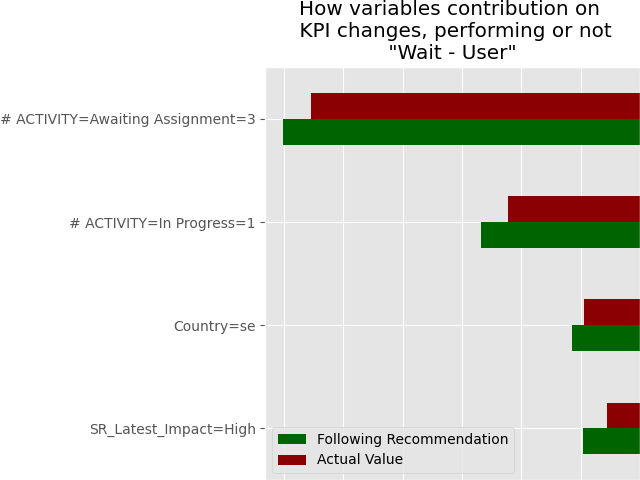 How variables contribution on
KPI changes, performing or not
"Wait - User"
# ACTIVITY=Awaiting Assignment=3
# ACTIVITY=In Progress=1
Country=se
SR_Latest_Impact=High
Following Recommendation
Actual Value